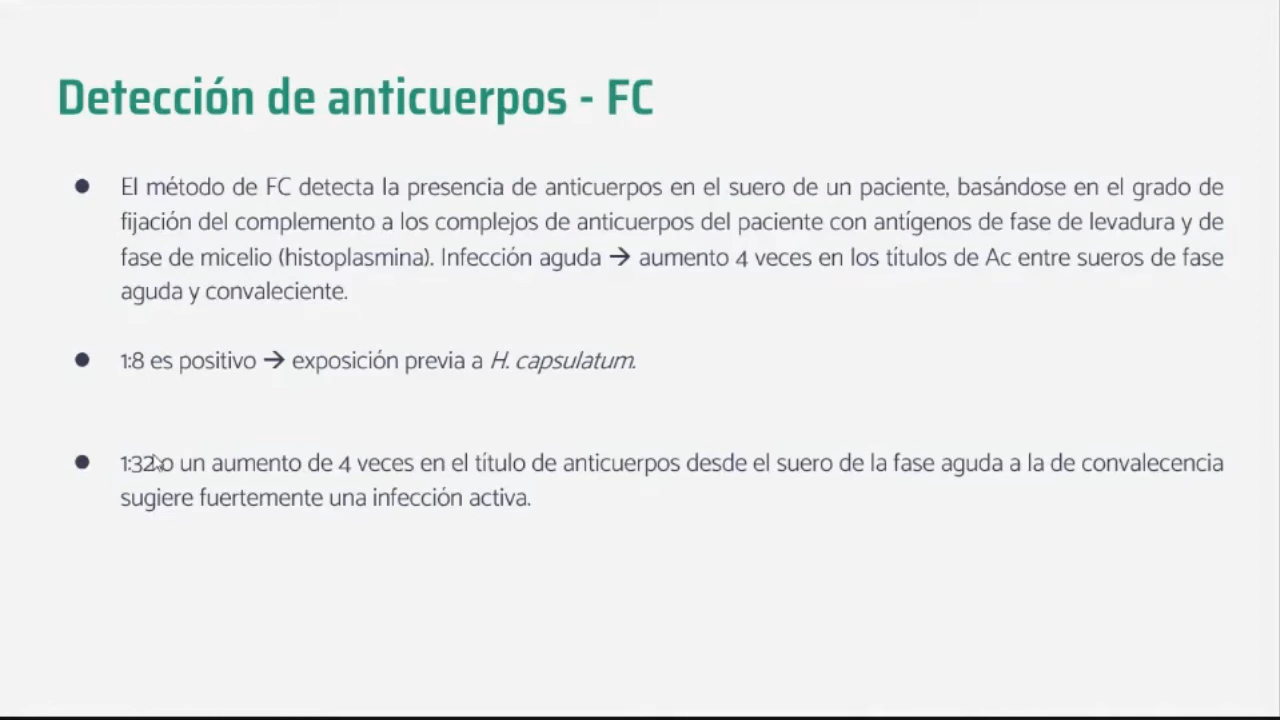 Detección de anticuerpos - FC
● El método de FC detecta la presencia de anticuerpos en el suero de un paciente, basándose en el grado de
fijación del complemento a los complejos de anticuerpos del paciente con antígenos de fase de levadura y de
fase de micelio (histoplasmina). Infección aguda → aumento 4 veces en los títulos de Ac entre sueros de fase
aguda y convaleciente.
● 1:8 es positivo → exposición previa a H. capsulatum.
● 1:32 o un aumento de 4 veces en el título de anticuerpos desde el suero de la fase aguda a la de convalecencia
sugiere fuertemente una infección activa.